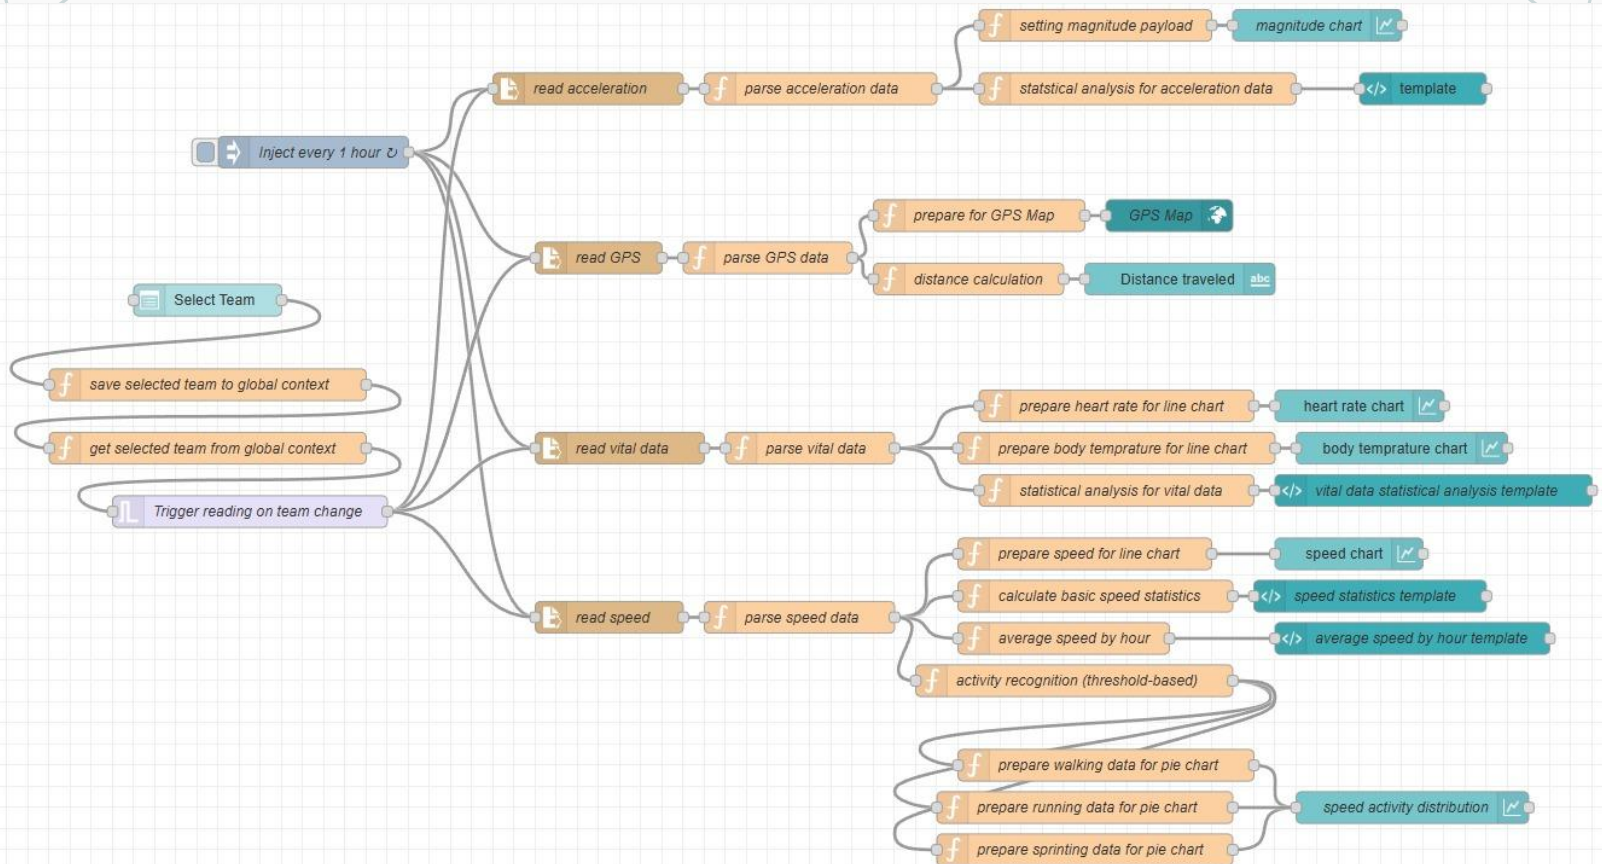 setting magnitude payload
magnitude chart
read acceleration
parse acceleration data
statstical analysis for acceleration data
</> template
Inject every 1 hour ↻
prepare for GPS Map
GPS Map
read GPS
parse GPS data
distance calculation
Distance traveled
abc
Select Team
save selected team to global context
get selected team from global context
Trigger reading on team change
prepare heart rate for line chart
heart rate chart
read vital data
parse vital data
prepare body temprature for line chart
body temprature chart
statistical analysis for vital data
</> vital data statistical analysis template
prepare speed for line chart
speed chart
calculate basic speed statistics
</> speed statistics template
read speed
parse speed data
average speed by hour
</> average speed by hour template
activity recognition (threshold-based)
prepare walking data for pie chart
prepare running data for pie chart
speed activity distribution
prepare sprinting data for pie chart